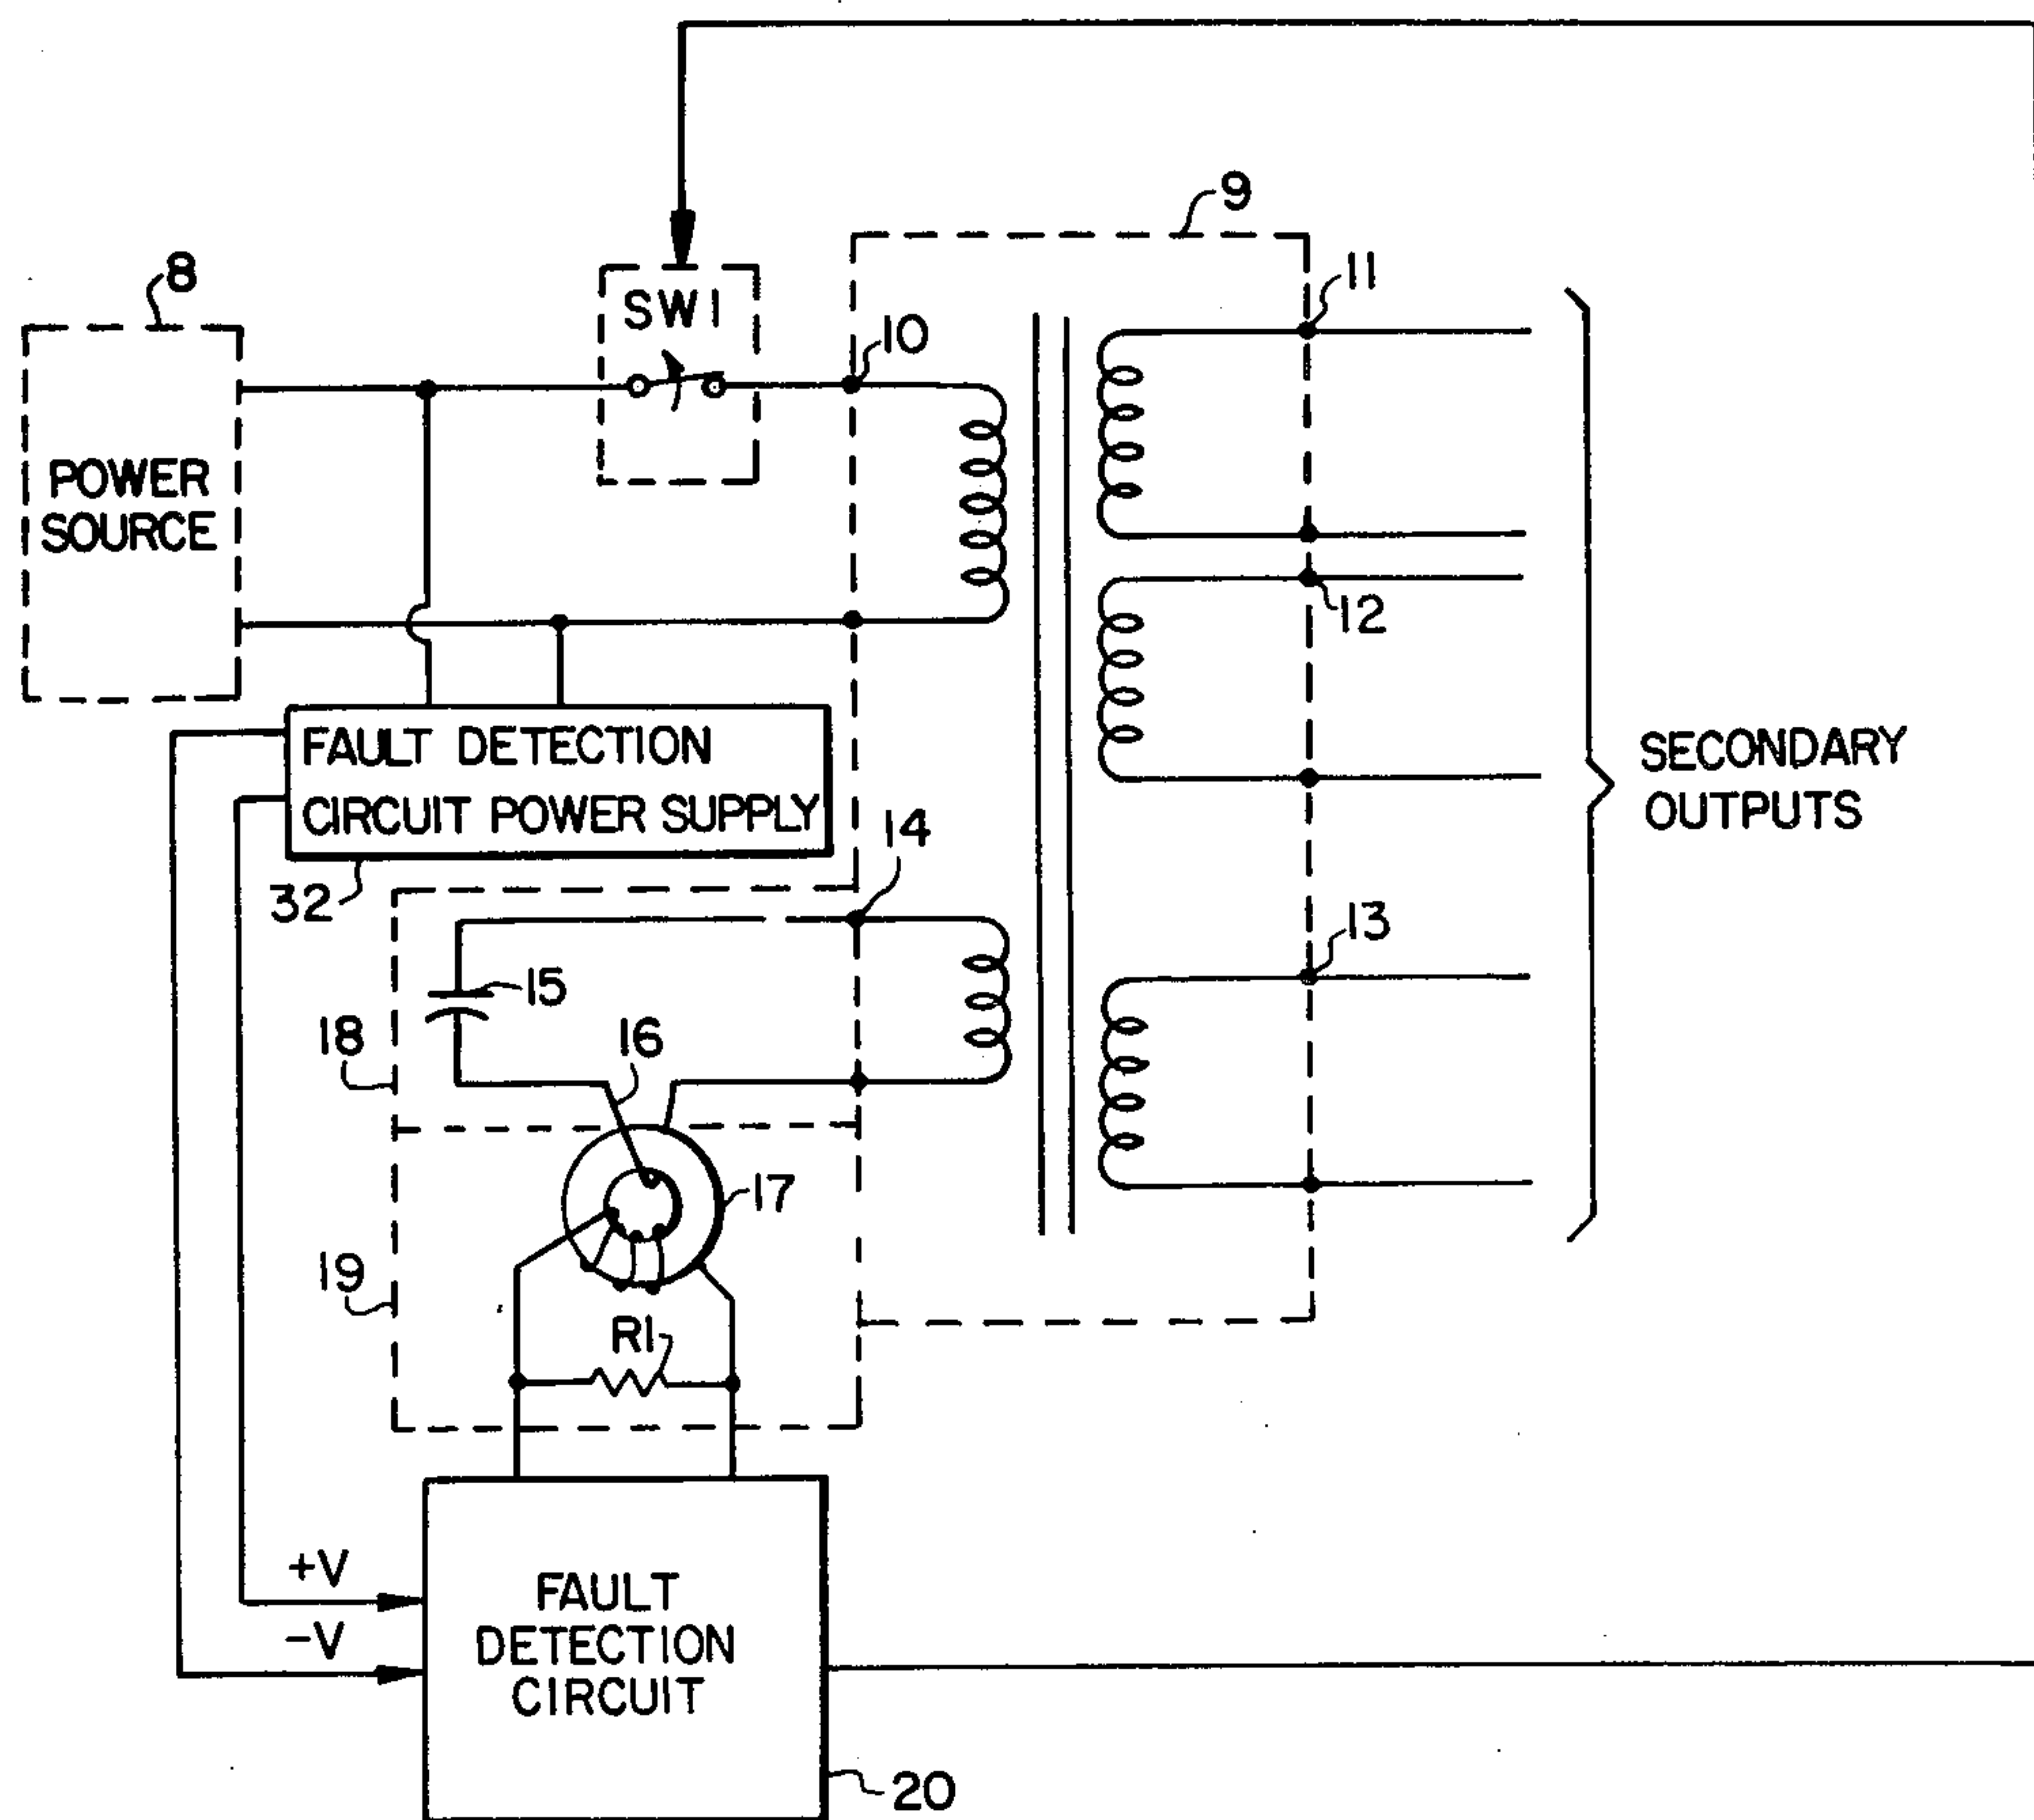 9
8
SW1
11
10
POWER
SOURCE
12
FAULT DETECTION
CIRCUIT POWER SUPPLY
SECONDARY
OUTPUTS
14
32
13
15
18
16
17
19
R1
+V
-V
FAULT
DETECTION
CIRCUIT
20